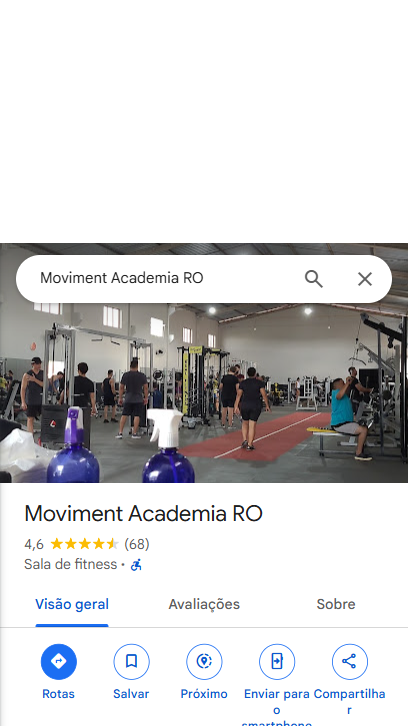 Moviment Academia RO
Moviment Academia RO
4,6 (68)
Sala de fitness ·
Visão geral
Avaliações
Sobre
Rotas
Salvar
Próximo
Enviar para o smartphone
Compartilhar